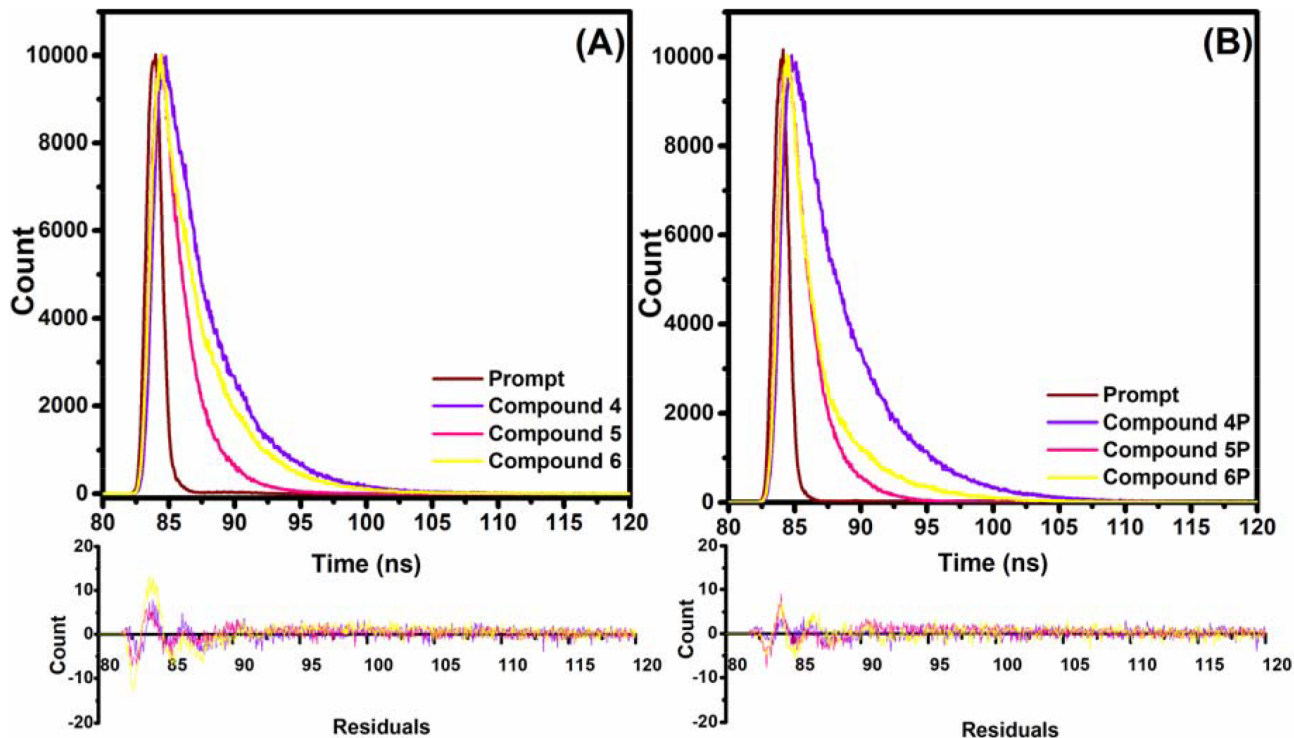 (A)
10000
8000
6000
4000
2000
0
Count
Prompt
Compound 4
Compound 5
Compound 6
80 85 90 95 100 105 110 115 120
Time (ns)
20
10
0
-10
-20
Count
80 85 90 95 100 105 110 115 120
Residuals
(B)
10000
8000
6000
4000
2000
0
Count
Prompt
Compound 4P
Compound 5P
Compound 6P
80 85 90 95 100 105 110 115 120
Time (ns)
20
10
0
-10
-20
Count
80 85 90 95 100 105 110 115 120
Residuals